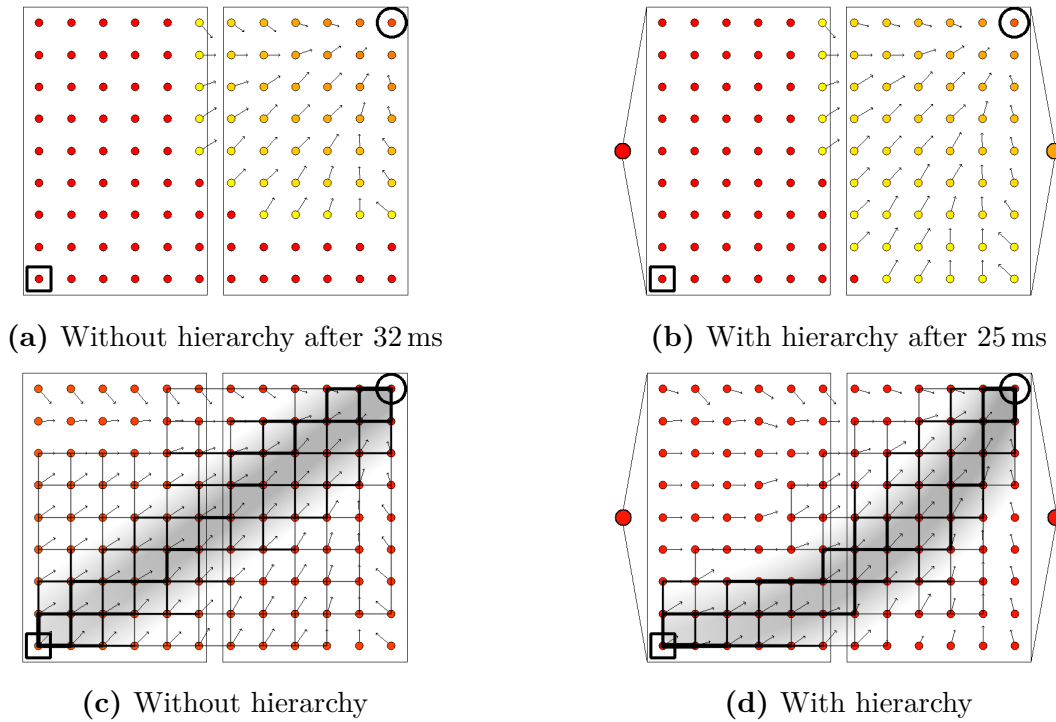 (a) Without hierarchy after 32 ms
(b) With hierarchy after 25 ms
(c) Without hierarchy
(d) With hierarchy